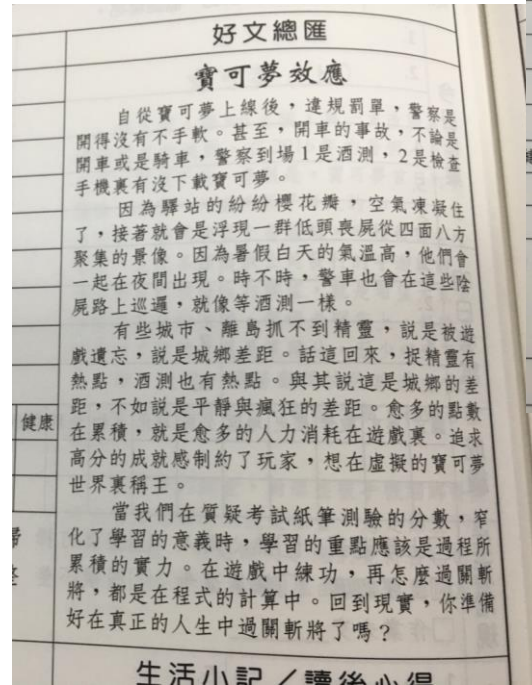 好文總匯
寶可夢效應
自從寶可夢上線後，違規罰單，警察是
開得沒有不手軟。甚至，開車的事故，不論是
開車或是騎車，警察到場1是酒測，2是檢查
手機裏有沒下載寶可夢。
因為驛站的紛紛櫻花瓣，空氣凍凝住
了，接著就會是浮現一群低頭喪屍從四面八方
聚集的景像。因為暑假白天的氣溫高，他們會
一起在夜間出現。時不時，警車也會在這些陰
屍路上巡邏，就像等酒測一樣。
有些城市、離島抓不到精靈，説是被遊
戲遺忘，説是城鄉差距。話這回來，捉精靈有
熱點，酒測也有熱點。與其説這是城鄉的差
距，不如説是平靜與瘋狂的差距。愈多的點數
健康
在累積，就是愈多的人力消耗在遊戲裏。追求
高分的成就感制約了玩家，想在虛擬的寶可夢
世界裏稱王。
當我們在質疑考試紙筆測驗的分數，窄
化了學習的意義時，學習的重點應該是過程所
累積的實力。在遊戲中練功，再怎麼過關斬
將，都是在程式的計算中。回到現實，你準備
好在真正的人生中過關斬將了嗎？
生活小記／讀後心得